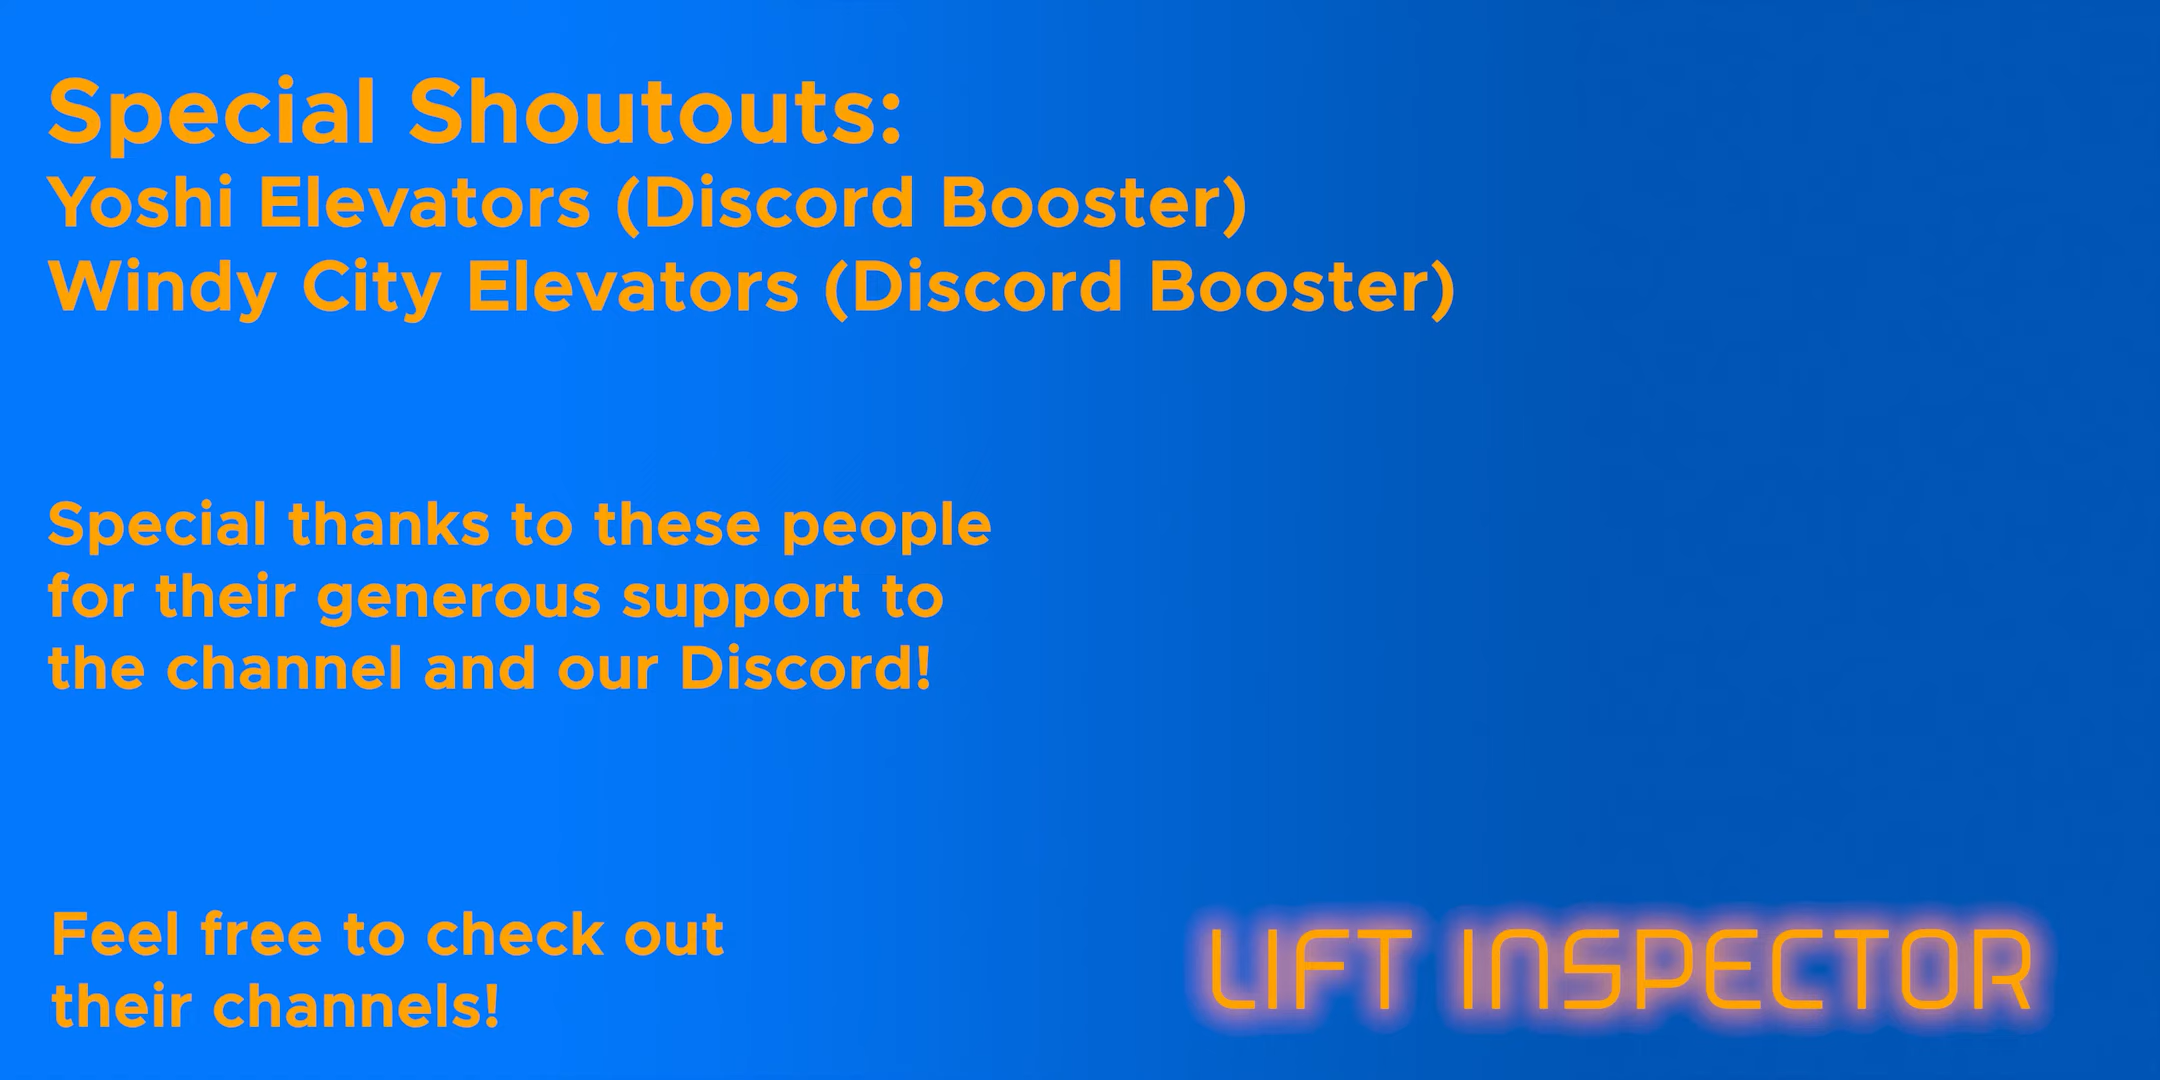 Special Shoutouts:
Yoshi Elevators (Discord Booster)
Windy City Elevators (Discord Booster)
Special thanks to these people
for their generous support to
the channel and our Discord!
Feel free to check out
their channels!
LIFT INSPECTOR